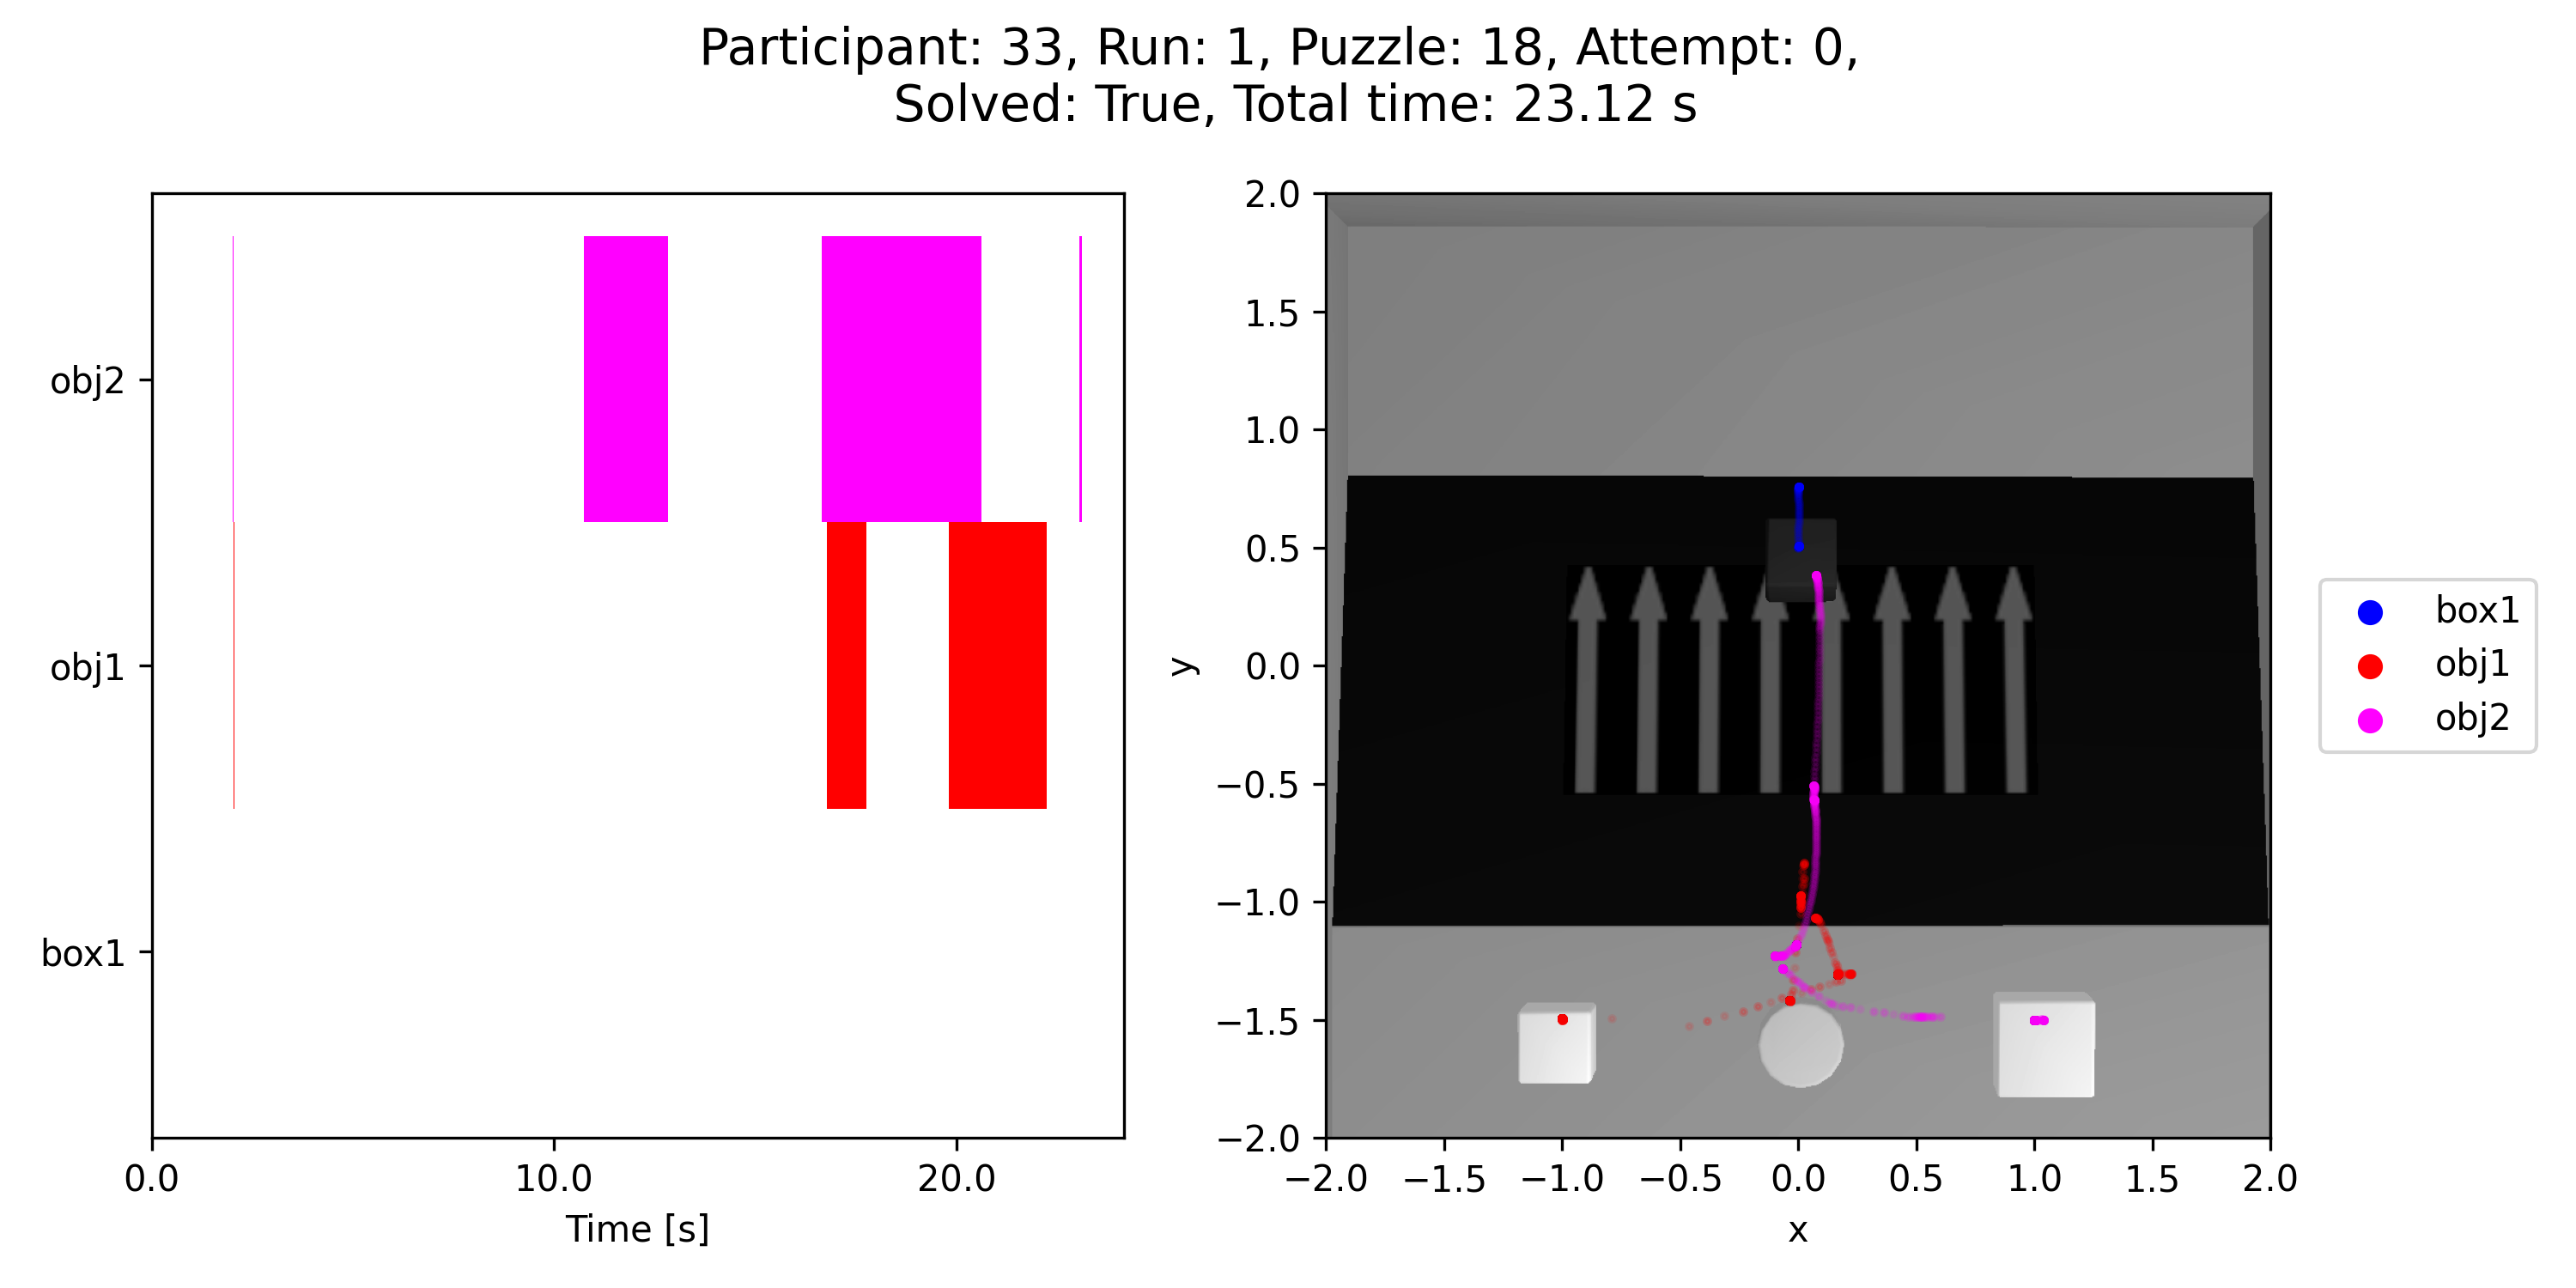 Participant: 33, Run: 1, Puzzle: 18, Attempt: 0,
Solved: True, Total time: 23.12 s
obj2
obj1
box1
0.0 10.0 20.0
Time [s]
2.0
1.5
1.0
0.5
0.0
−0.5
−1.0
−1.5
−2.0
y
−2.0 −1.5 −1.0 −0.5 0.0 0.5 1.0 1.5 2.0
x
box1
obj1
obj2